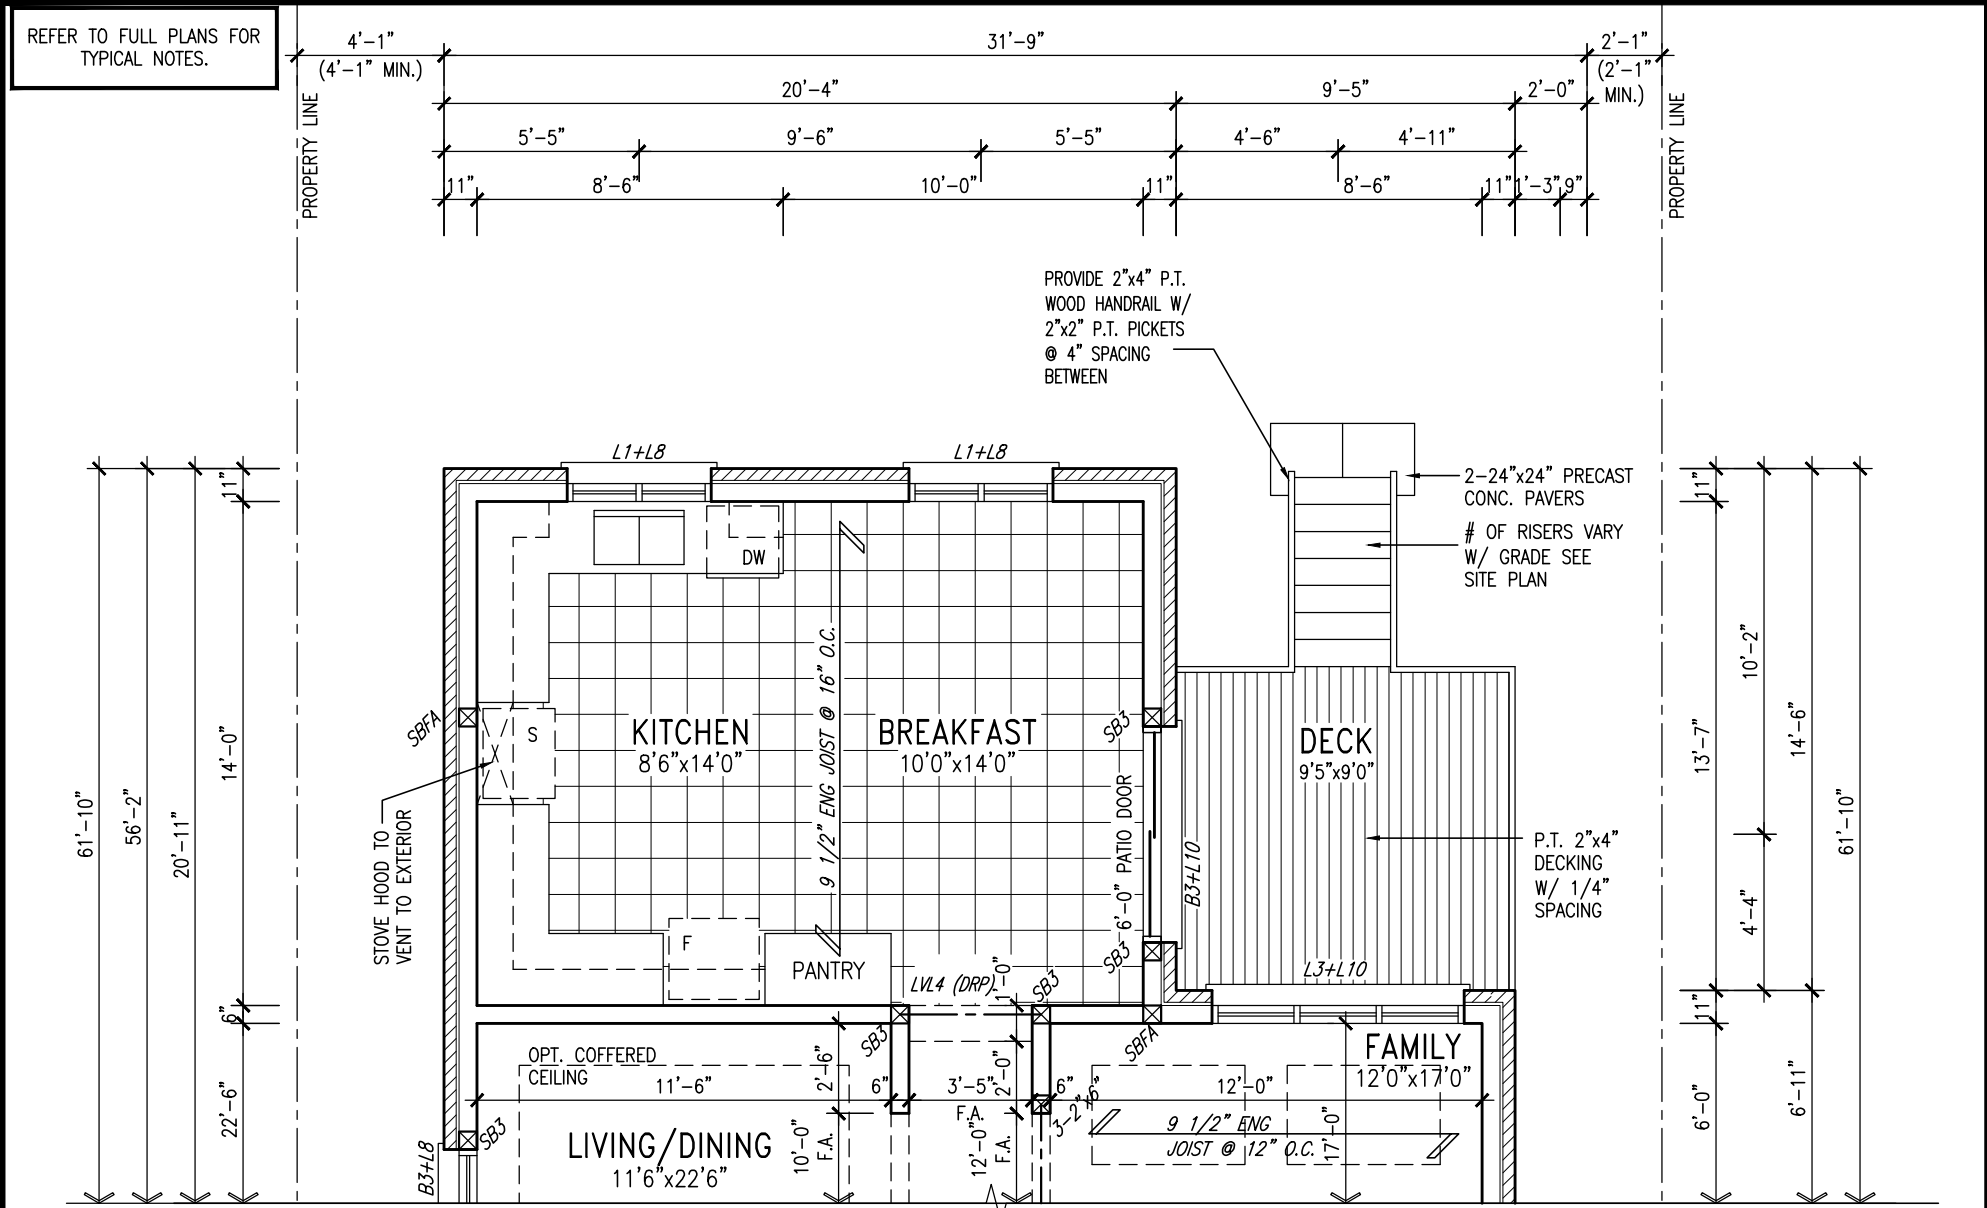 REFER TO FULL PLANS FOR
TYPICAL NOTES.
4'-1"
(4'-1" MIN.)
31'-9"
2'-1"
(2'-1"
MIN.)
20'-4"
9'-5"
2'-0"
5'-5"
9'-6"
5'-5"
4'-6"
4'-11"
11"
8'-6"
10'-0"
11"
8'-6"
11"
1'-3"
9"
PROPERTY LINE
PROPERTY LINE
PROVIDE 2"x4" P.T.
WOOD HANDRAIL W/
2"x2" P.T. PICKETS
@ 4" SPACING
BETWEEN
L1+L8
L1+L8
2-24"x24" PRECAST
CONC. PAVERS
# OF RISERS VARY
W/ GRADE SEE
SITE PLAN
61'-10"
56'-2"
20'-11"
11"
14'-0"
6"
22'-6"
DW
SBFA
S
KITCHEN
8'6"x14'0"
9 1/2" ENG JOIST @ 16" O.C.
BREAKFAST
10'0"x14'0"
SB3
6'-0" PATIO DOOR
B3+L10
SB3
DECK
9'5"x9'0"
P.T. 2"x4"
DECKING
W/ 1/4"
SPACING
11"
13'-7"
11"
6'-0"
10'-2"
4'-4"
14'-6"
6'-11"
61'-10"
STOVE HOOD TO
VENT TO EXTERIOR
F
PANTRY
LVL4 (DRP)
1'-0"
SB3
L3+L10
SB3
SBFA
OPT. COFFERED
CEILING
11'-6"
2'-6"
6"
3'-5"
F.A.
2'-0"
6"
3-2"x6"
12'-0"
FAMILY
12'0"x17'0"
SB3
B3+L8
LIVING/DINING
11'6"x22'6"
10'-0"
F.A.
12'-0"
F.A.
9 1/2" ENG
JOIST @ 12" O.C.
17'-0"